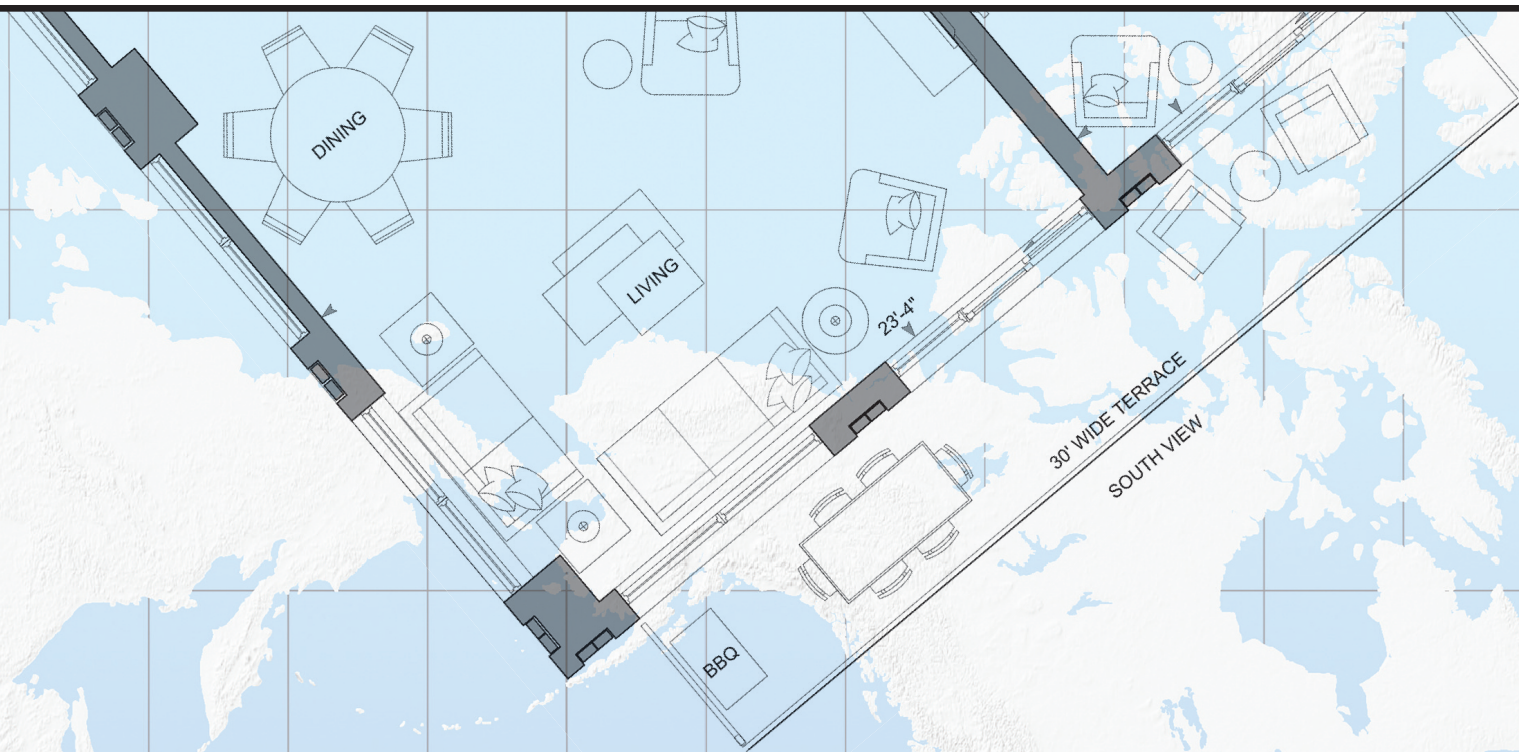 DINING
LIVING
23'-4"
30' WIDE TERRACE
SOUTH VIEW
BBQ